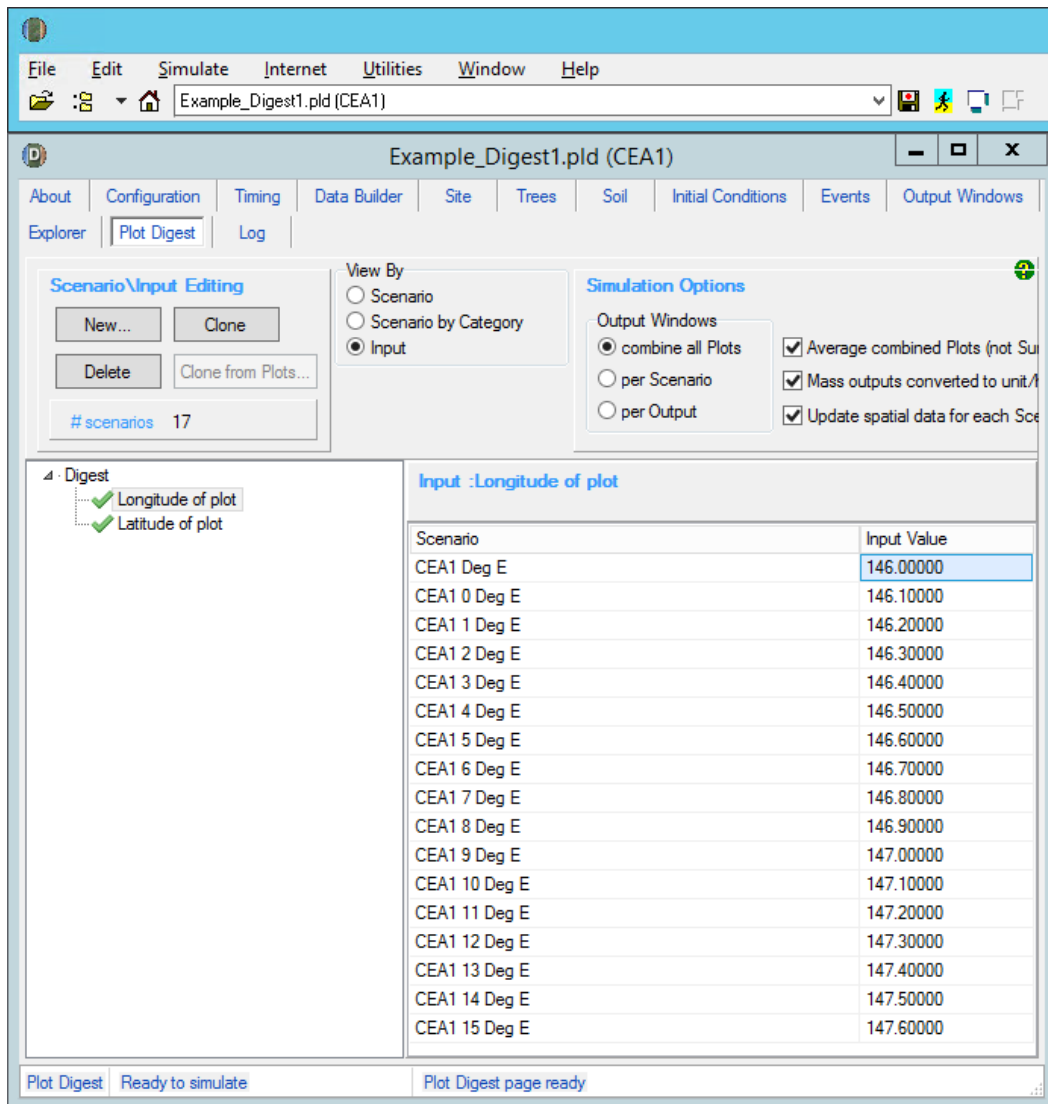 File Edit Simulate Internet Utilities Window Help
Example_Digest1.pld (CEA1)
Example_Digest1.pld (CEA1)
About Configuration Timing Data Builder Site Trees Soil Initial Conditions Events Output Windows
Explorer Plot Digest Log
Scenario\Input Editing
New... Clone
Delete Clone from Plots...
# scenarios 17
View By
Scenario
Scenario by Category
Input
Simulation Options
Output Windows
combine all Plots
per Scenario
per Output
Average combined Plots (not
Mass outputs converted to
Update spatial data for each
Digest
Longitude of plot
Latitude of plot
Input :Longitude of plot
Scenario Input Value
CEA1 Deg E 146.00000
CEA1 0 Deg E 146.10000
CEA1 1 Deg E 146.20000
CEA1 2 Deg E 146.30000
CEA1 3 Deg E 146.40000
CEA1 4 Deg E 146.50000
CEA1 5 Deg E 146.60000
CEA1 6 Deg E 146.70000
CEA1 7 Deg E 146.80000
CEA1 8 Deg E 146.90000
CEA1 9 Deg E 147.00000
CEA1 10 Deg E 147.10000
CEA1 11 Deg E 147.20000
CEA1 12 Deg E 147.30000
CEA1 13 Deg E 147.40000
CEA1 14 Deg E 147.50000
CEA1 15 Deg E 147.60000
Plot Digest Ready to simulate Plot Digest page ready